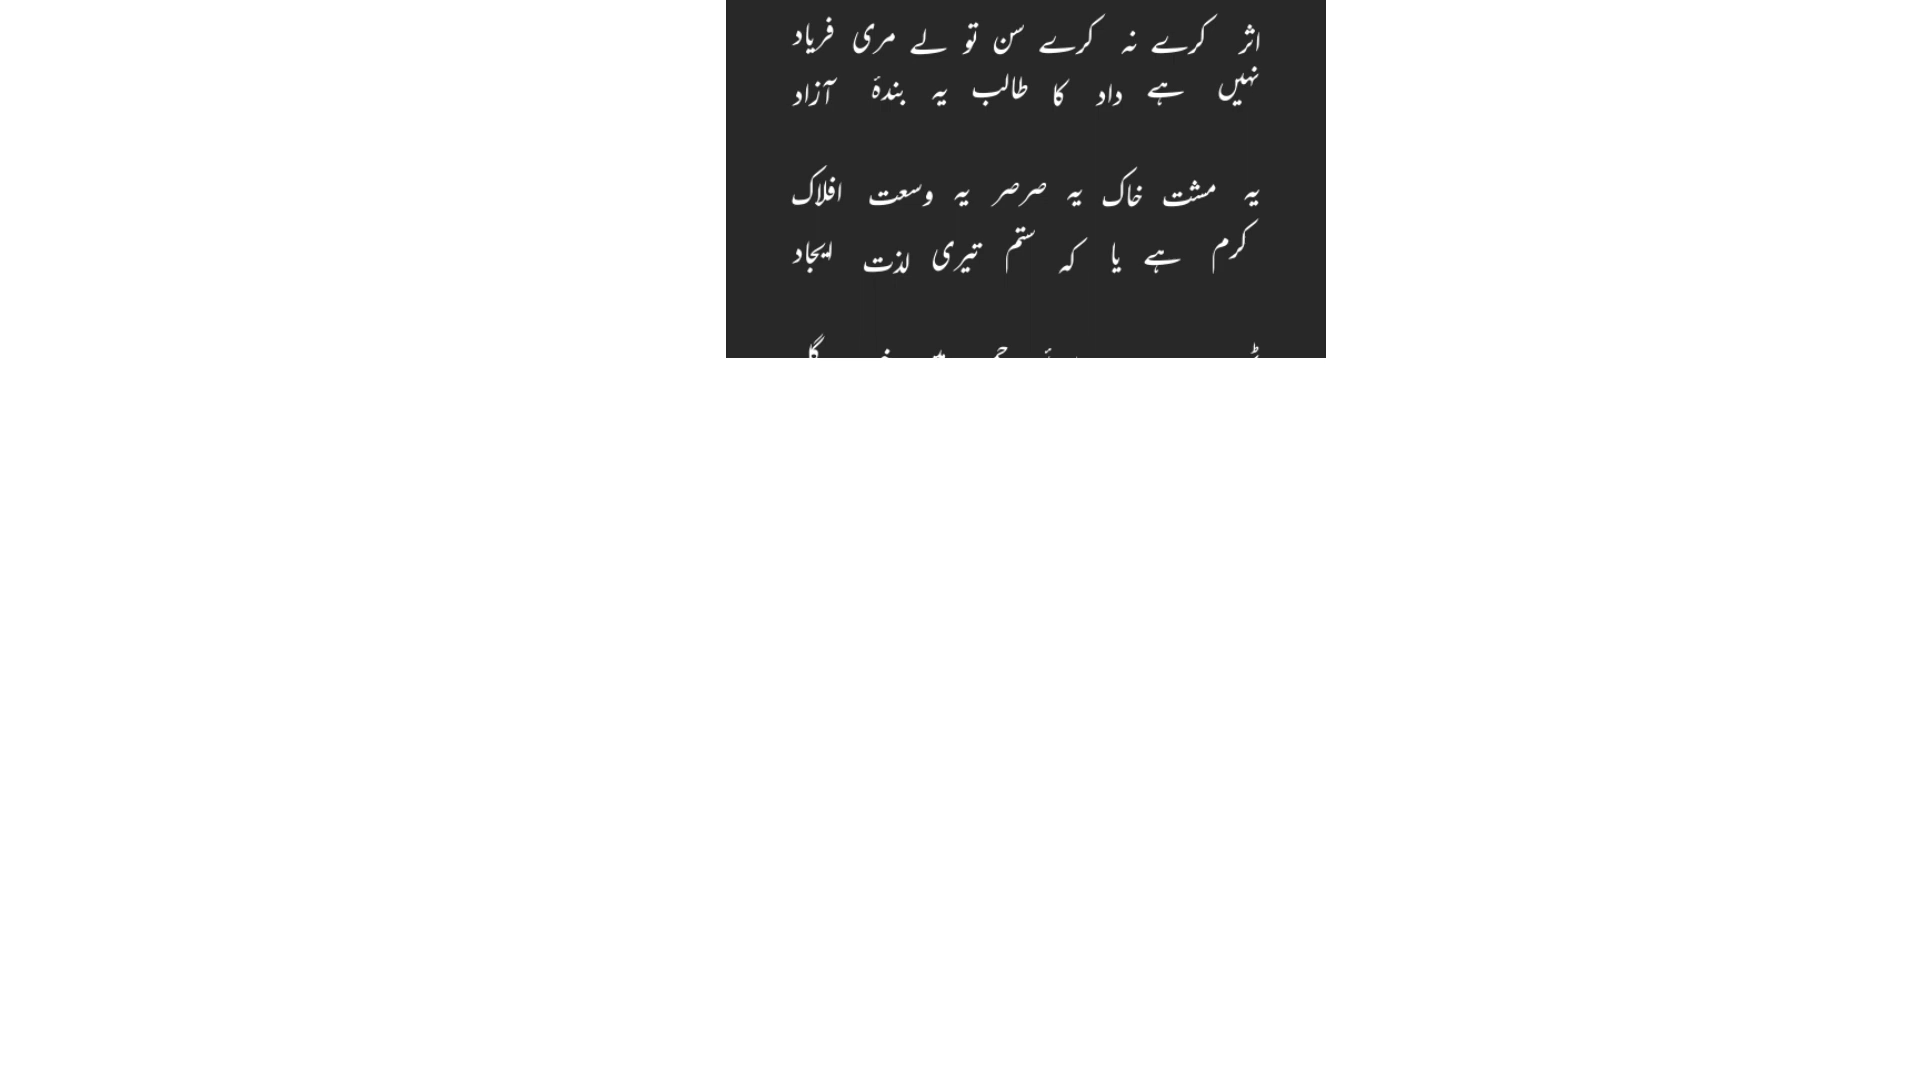 اثر کرے نہ کرے سن تو لے مری فریاد
نہیں ہے داد کا طالب یہ بندۂ آزاد
یہ مشت خاک یہ صرصر یہ وسعت افلاک
کرم ہے یا کہ ستم تیری لذت ایجاد